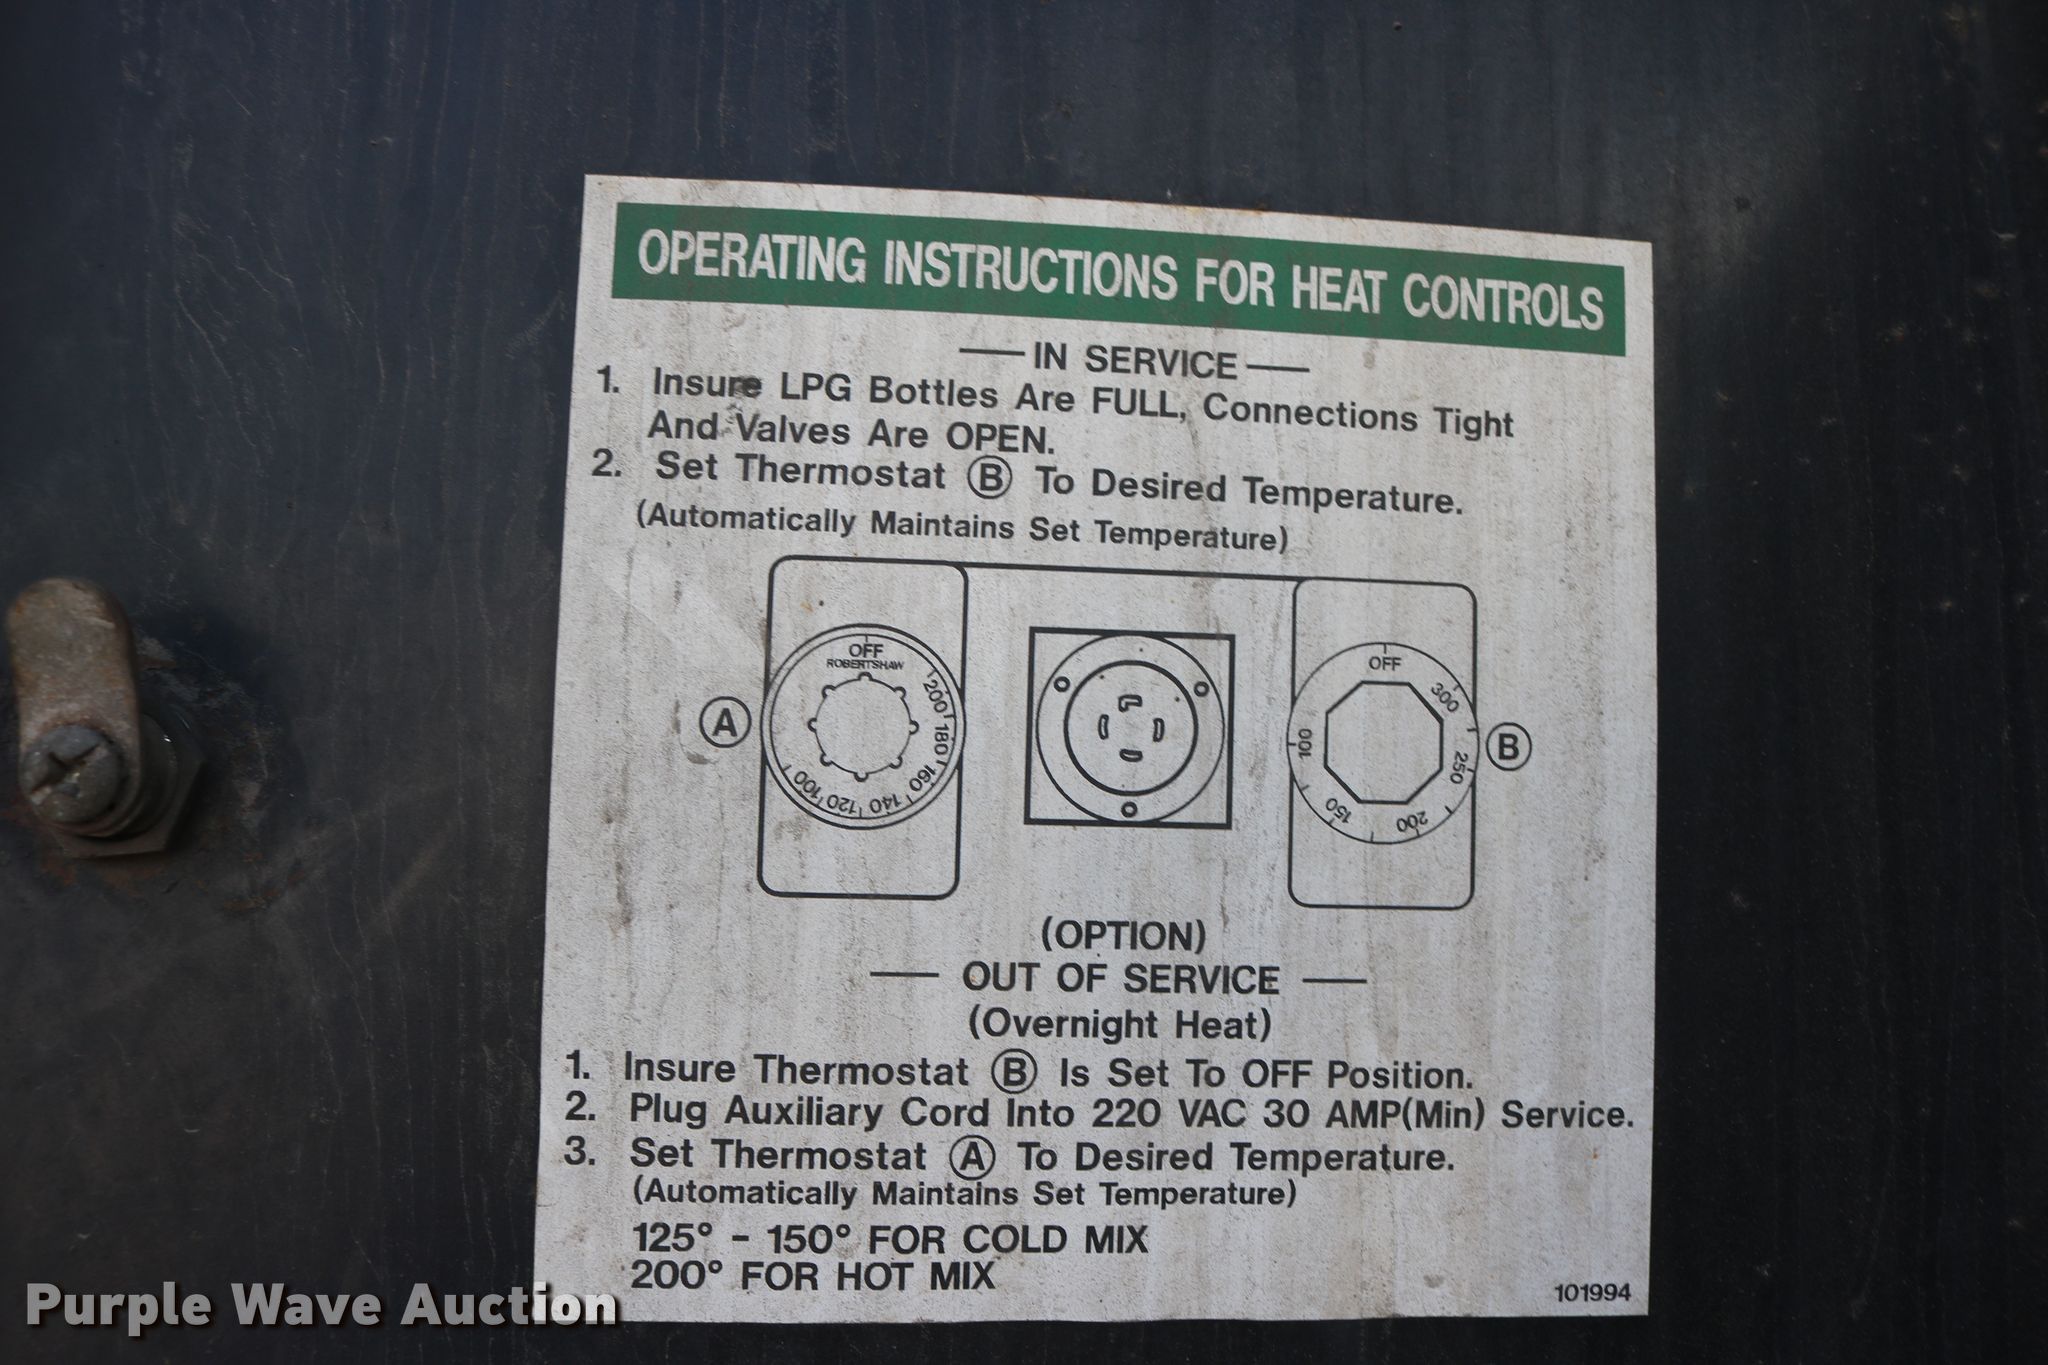 OPERATING INSTRUCTIONS FOR HEAT CONTROLS
IN SERVICE
1. Insure LPG Bottles Are FULL, Connections Tight
And Valves Are OPEN.
2. Set Thermostat B To Desired Temperature.
(Automatically Maintains Set Temperature)
OFF
ROBERTSHAW
200
180
160
140
120
100
A
OFF
300
250
200
150
100
B
(OPTION)
OUT OF SERVICE
(Overnight Heat)
1. Insure Thermostat B Is Set To OFF Position.
2. Plug Auxiliary Cord Into 220 VAC 30 AMP(Min) Service.
3. Set Thermostat A To Desired Temperature.
(Automatically Maintains Set Temperature)
125° - 150° FOR COLD MIX
200° FOR HOT MIX
101994
Purple Wave Auction